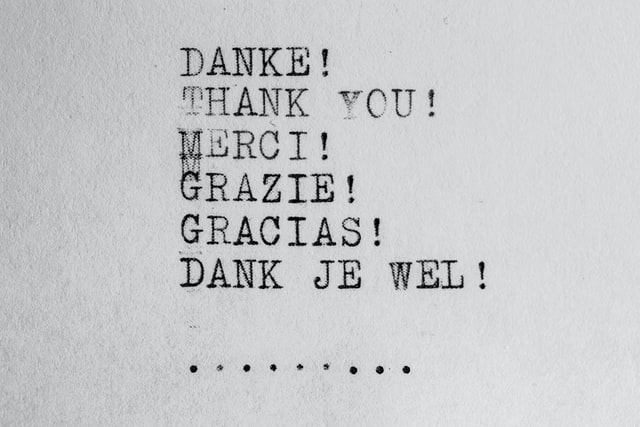 DANKE!
THANK YOU!
MERCI!
GRAZIE!
GRACIAS!
DANK JE WEL!
.........